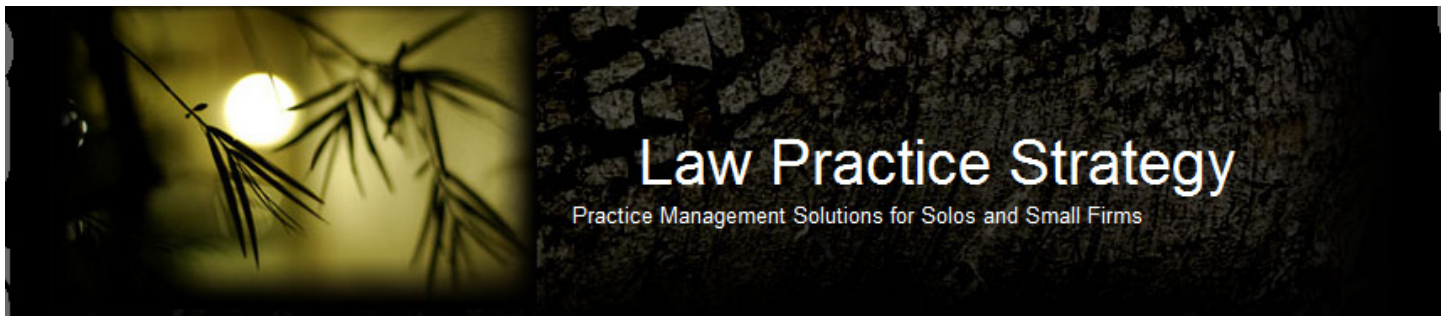 Law Practice Strategy
Practice Management Solutions for Solos and Small Firms